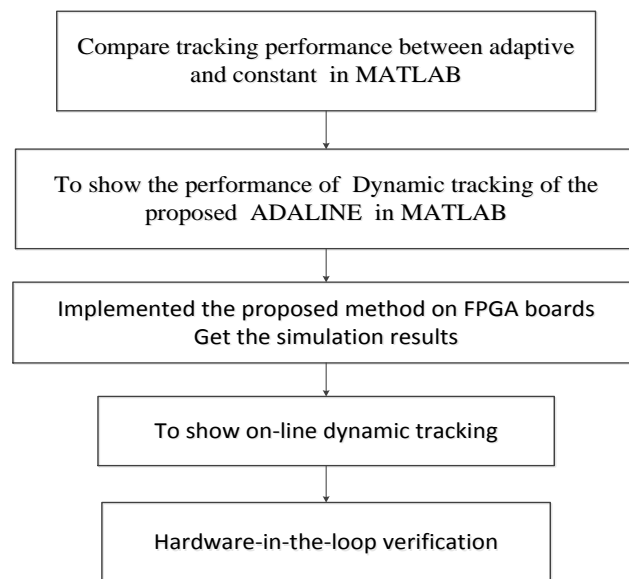 Compare tracking performance between adaptive
and constant in MATLAB
To show the performance of Dynamic tracking of the
proposed ADALINE in MATLAB
Implemented the proposed method on FPGA boards
Get the simulation results
To show on-line dynamic tracking
Hardware-in-the-loop verification